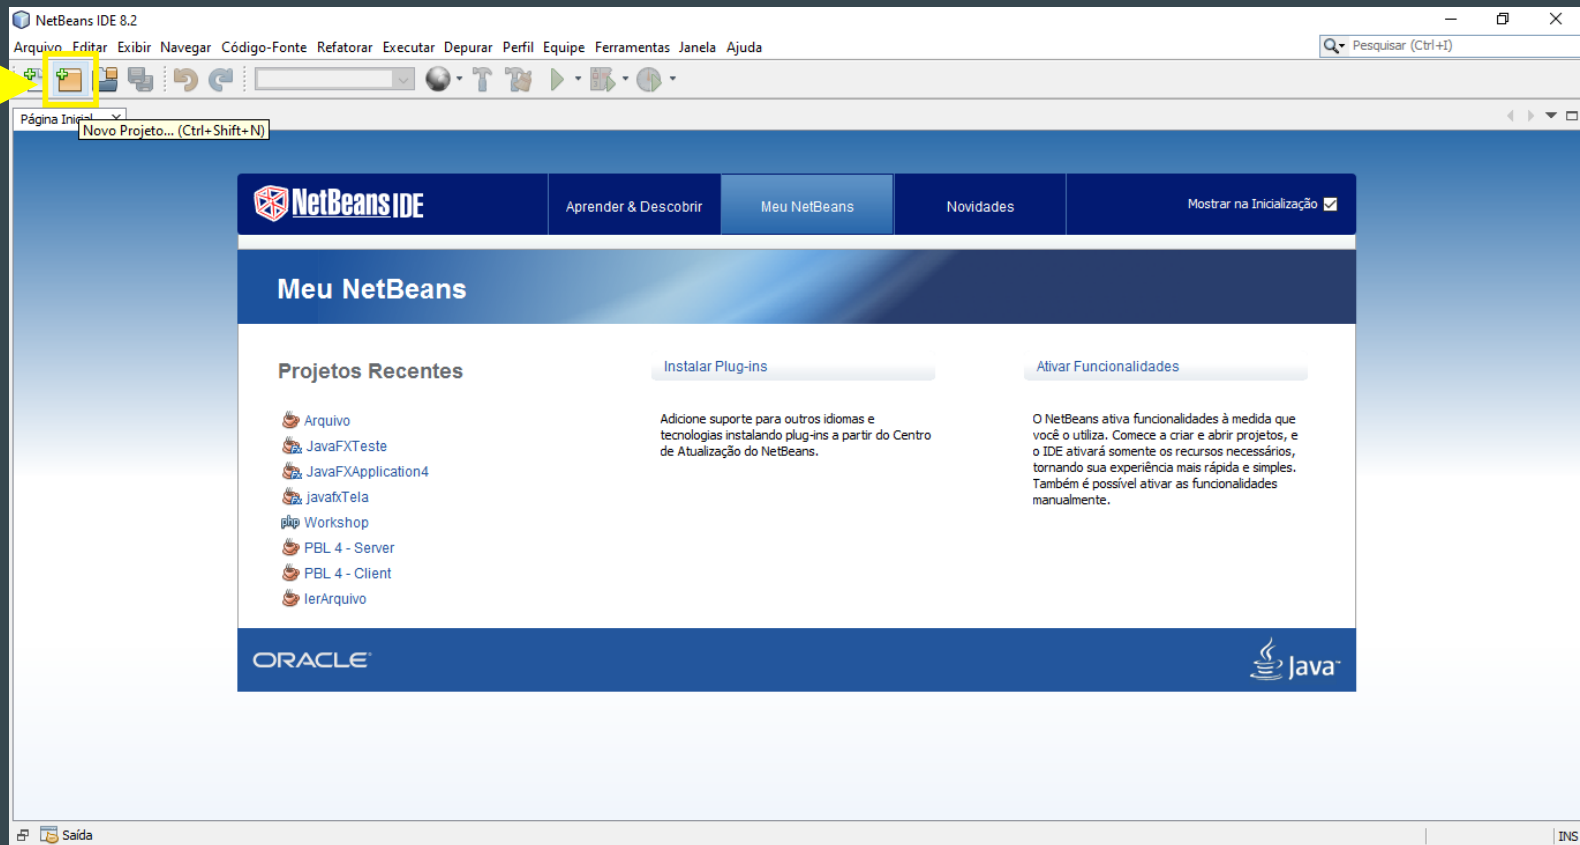 NetBeans IDE 8.2
Arquivo Editar Exibir Navegar Código-Fonte Refatorar Executar Depurar Perfil Equipe Ferramentas Janela Ajuda
Pesquisar (Ctrl+I)
Página Inicial
Novo Projeto... (Ctrl+Shift+N)
NetBeans IDE
Aprender & Descobrir
Meu NetBeans
Novidades
Mostrar na Inicialização
Meu NetBeans
Projetos Recentes
Arquivo
JavaFXTeste
JavaFXApplication4
javafxTela
php Workshop
PBL 4 - Server
PBL 4 - Client
lerArquivo
Instalar Plug-ins
Adicione suporte para outros idiomas e
tecnologias instalando plug-ins a partir do Centro
de Atualização do NetBeans.
Ativar Funcionalidades
O NetBeans ativa funcionalidades à medida que
você o utiliza. Comece a criar e abrir projetos, e
o IDE ativará somente os recursos necessários,
tornando sua experiência mais rápida e simples.
Também é possível ativar as funcionalidades
manualmente.
ORACLE
Java
Saída
INS